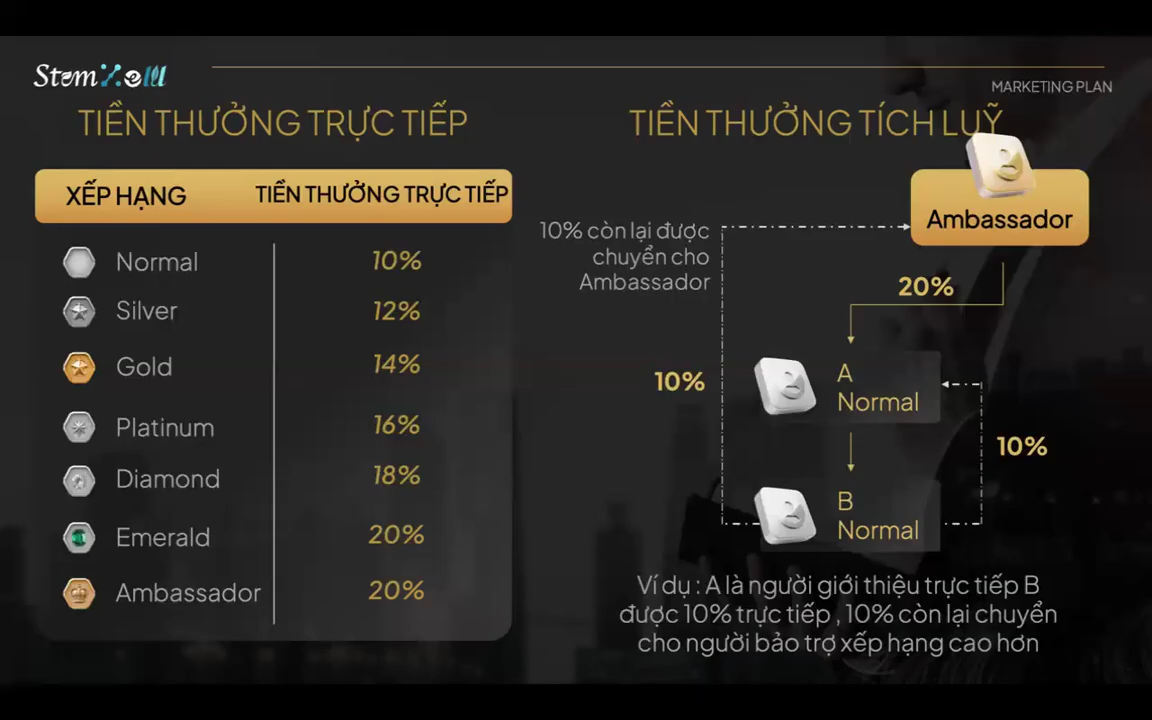 StemXcell
MARKETING PLAN
TIỀN THƯỞNG TRỰC TIẾP
XẾP HẠNG TIỀN THƯỞNG TRỰC TIẾP
Normal 10%
Silver 12%
Gold 14%
Platinum 16%
Diamond 18%
Emerald 20%
Ambassador 20%
TIỀN THƯỞNG TÍCH LUỸ
Ambassador
10% còn lại được
chuyển cho
Ambassador
20%
10%
A
Normal
10%
B
Normal
Ví dụ : A là người giới thiệu trực tiếp B
được 10% trực tiếp , 10% còn lại chuyển
cho người bảo trợ xếp hạng cao hơn